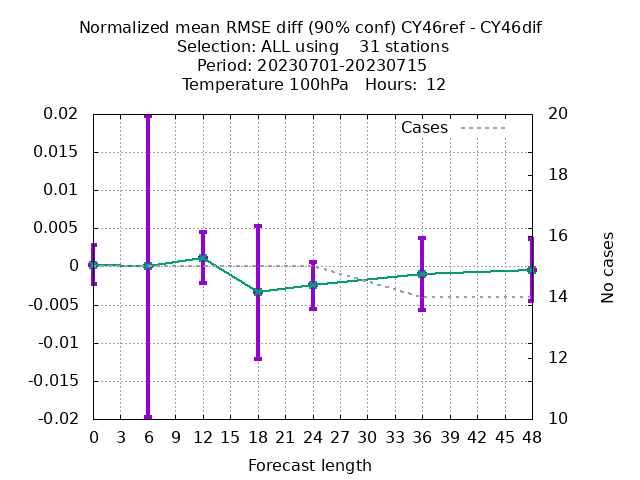 Normalized mean RMSE diff (90% conf) CY46ref - CY46dif
Selection: ALL using    31 stations
Period: 20230701-20230715
Temperature 100hPa   Hours:  12
Cases
0.02
0.015
0.01
0.005
0
-0.005
-0.01
-0.015
-0.02
20
18
16
14
12
10
No cases
0 3 6 9 12 15 18 21 24 27 30 33 36 39 42 45 48
Forecast length